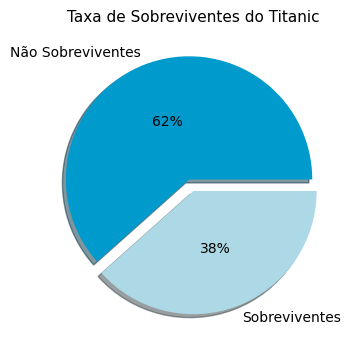 Taxa de Sobreviventes do Titanic
Não Sobreviventes
62%
38%
Sobreviventes